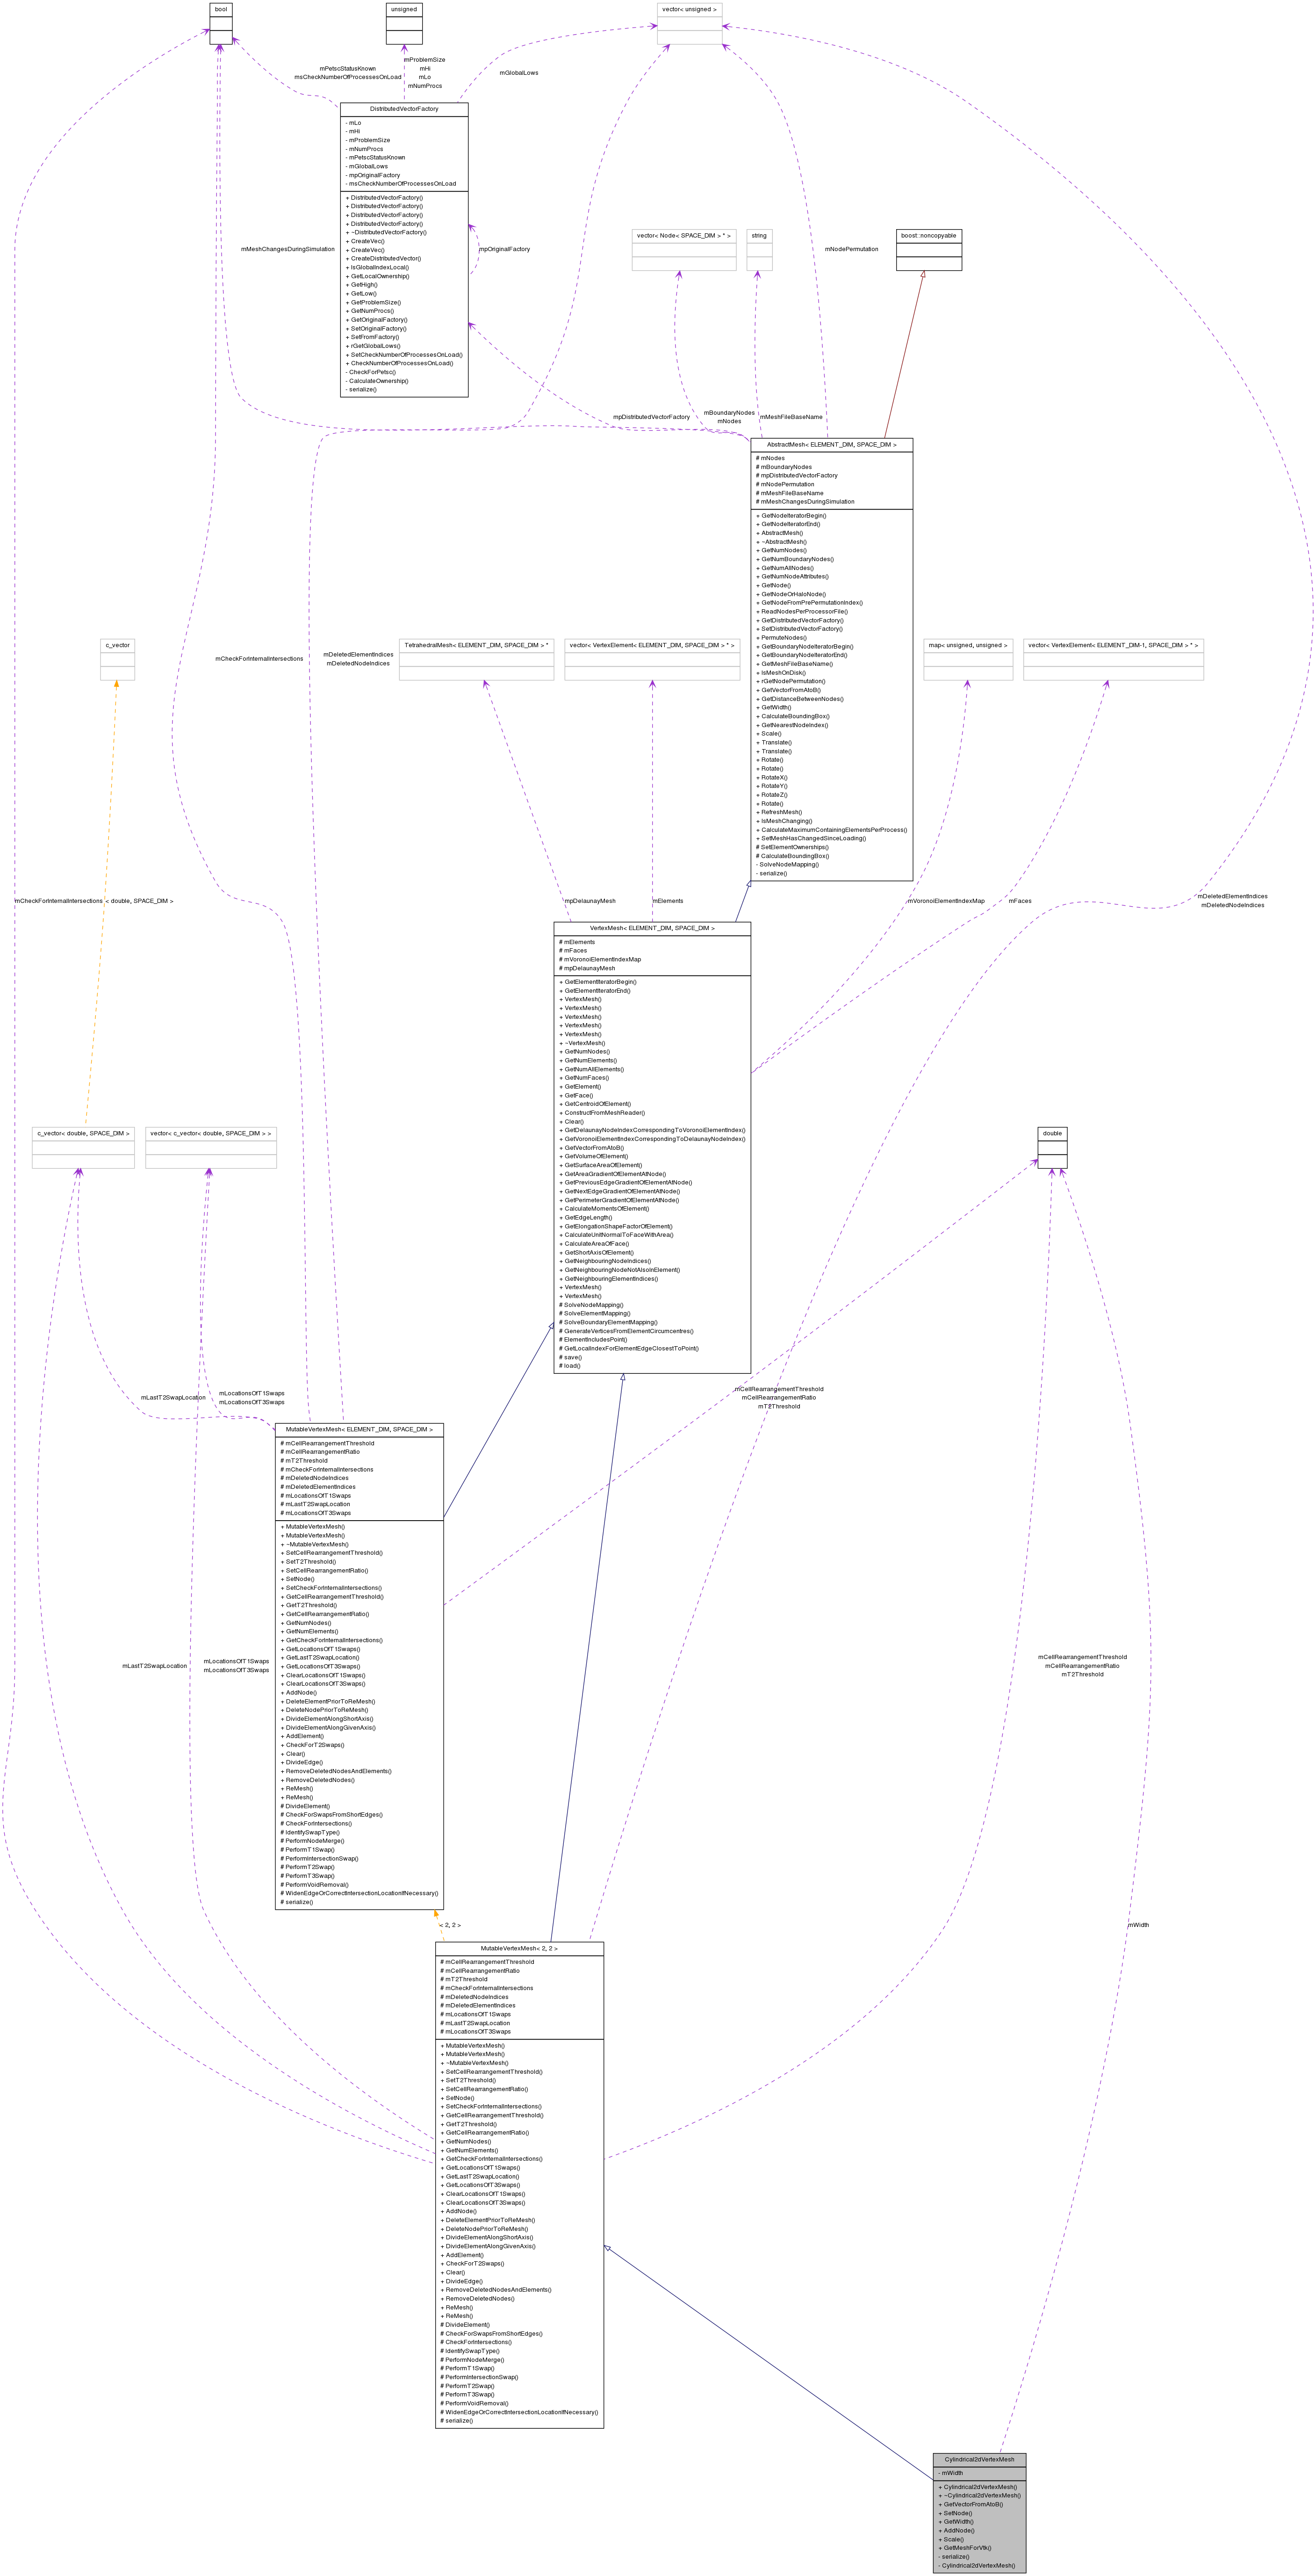 bool
unsigned
vector< unsigned >
mPetscStatusKnown
msCheckNumberOfProcessesOnLoad
mProblemSize
mHi
mLo
mNumProcs
mGlobalLows
DistributedVectorFactory
- mLo
- mHi
- mProblemSize
- mNumProcs
- mPetscStatusKnown
- mGlobalLows
- mpOriginalFactory
- msCheckNumberOfProcessesOnLoad
+ DistributedVectorFactory()
+ DistributedVectorFactory()
+ DistributedVectorFactory()
+ DistributedVectorFactory()
+ ~DistributedVectorFactory()
+ CreateVec()
+ CreateVec()
+ CreateDistributedVector()
+ IsGlobalIndexLocal()
+ GetLocalOwnership()
+ GetHigh()
+ GetLow()
+ GetProblemSize()
+ GetNumProcs()
+ GetOriginalFactory()
+ SetOriginalFactory()
+ SetFromFactory()
+ rGetGlobalLows()
+ SetCheckNumberOfProcessesOnLoad()
+ CheckNumberOfProcessesOnLoad()
- CheckForPetsc()
- CalculateOwnership()
- serialize()
mMeshChangesDuringSimulation
mpOriginalFactory
vector< Node< SPACE_DIM > * >
string
mNodePermutation
boost::noncopyable
mpDistributedVectorFactory
mBoundaryNodes
mNodes
mMeshFileBaseName
AbstractMesh< ELEMENT_DIM, SPACE_DIM >
# mNodes
# mBoundaryNodes
# mpDistributedVectorFactory
# mNodePermutation
# mMeshFileBaseName
# mMeshChangesDuringSimulation
+ GetNodeIteratorBegin()
+ GetNodeIteratorEnd()
+ AbstractMesh()
+ ~AbstractMesh()
+ GetNumNodes()
+ GetNumBoundaryNodes()
+ GetNumAllNodes()
+ GetNumNodeAttributes()
+ GetNode()
+ GetNodeOrHaloNode()
+ GetNodeFromPrePermutationIndex()
+ ReadNodesPerProcessorFile()
+ GetDistributedVectorFactory()
+ SetDistributedVectorFactory()
+ PermuteNodes()
+ GetBoundaryNodeIteratorBegin()
+ GetBoundaryNodeIteratorEnd()
+ GetMeshFileBaseName()
+ IsMeshOnDisk()
+ rGetNodePermutation()
+ GetVectorFromAtoB()
+ GetDistanceBetweenNodes()
+ GetWidth()
+ CalculateBoundingBox()
+ GetNearestNodeIndex()
+ Scale()
+ Translate()
+ Translate()
+ Rotate()
+ Rotate()
+ RotateX()
+ RotateY()
+ RotateZ()
+ Rotate()
+ RefreshMesh()
+ IsMeshChanging()
+ CalculateMaximumContainingElementsPerProcess()
+ SetMeshHasChangedSinceLoading()
# SetElementOwnerships()
# CalculateBoundingBox()
- SolveNodeMapping()
- serialize()
c_vector
mCheckForInternalIntersections
mDeletedElementIndices
mDeletedNodeIndices
TetrahedralMesh< ELEMENT_DIM, SPACE_DIM > *
vector< VertexElement< ELEMENT_DIM, SPACE_DIM > * >
map< unsigned, unsigned >
vector< VertexElement< ELEMENT_DIM-1, SPACE_DIM > * >
mCheckForInternalIntersections
< double, SPACE_DIM >
mpDelaunayMesh
mElements
mVoronoiElementIndexMap
mFaces
mDeletedElementIndices
mDeletedNodeIndices
VertexMesh< ELEMENT_DIM, SPACE_DIM >
# mElements
# mFaces
# mVoronoiElementIndexMap
# mpDelaunayMesh
+ GetElementIteratorBegin()
+ GetElementIteratorEnd()
+ VertexMesh()
+ VertexMesh()
+ VertexMesh()
+ VertexMesh()
+ VertexMesh()
+ ~VertexMesh()
+ GetNumNodes()
+ GetNumElements()
+ GetNumAllElements()
+ GetNumFaces()
+ GetElement()
+ GetFace()
+ GetCentroidOfElement()
+ ConstructFromMeshReader()
+ Clear()
+ GetDelaunayNodeIndexCorrespondingToVoronoiElementIndex()
+ GetVoronoiElementIndexCorrespondingToDelaunayNodeIndex()
+ GetVectorFromAtoB()
+ GetVolumeOfElement()
+ GetSurfaceAreaOfElement()
+ GetAreaGradientOfElementAtNode()
+ GetPreviousEdgeGradientOfElementAtNode()
+ GetNextEdgeGradientOfElementAtNode()
+ GetPerimeterGradientOfElementAtNode()
+ CalculateMomentsOfElement()
+ GetEdgeLength()
+ GetElongationShapeFactorOfElement()
+ CalculateUnitNormalToFaceWithArea()
+ CalculateAreaOfFace()
+ GetShortAxisOfElement()
+ GetNeighbouringNodeIndices()
+ GetNeighbouringNodeNotAlsoInElement()
+ GetNeighbouringElementIndices()
+ VertexMesh()
+ VertexMesh()
# SolveNodeMapping()
# SolveElementMapping()
# SolveBoundaryElementMapping()
# GenerateVerticesFromElementCircumcentres()
# ElementIncludesPoint()
# GetLocalIndexForElementEdgeClosestToPoint()
# save()
# load()
c_vector< double, SPACE_DIM >
vector< c_vector< double, SPACE_DIM > >
double
mLastT2SwapLocation
mLocationsOfT1Swaps
mLocationsOfT3Swaps
mCellRearrangementThreshold
mCellRearrangementRatio
mT2Threshold
MutableVertexMesh< ELEMENT_DIM, SPACE_DIM >
# mCellRearrangementThreshold
# mCellRearrangementRatio
# mT2Threshold
# mCheckForInternalIntersections
# mDeletedNodeIndices
# mDeletedElementIndices
# mLocationsOfT1Swaps
# mLastT2SwapLocation
# mLocationsOfT3Swaps
+ MutableVertexMesh()
+ MutableVertexMesh()
+ ~MutableVertexMesh()
+ SetCellRearrangementThreshold()
+ SetT2Threshold()
+ SetCellRearrangementRatio()
+ SetNode()
+ SetCheckForInternalIntersections()
+ GetCellRearrangementThreshold()
+ GetT2Threshold()
+ GetCellRearrangementRatio()
+ GetNumNodes()
+ GetNumElements()
+ GetCheckForInternalIntersections()
+ GetLocationsOfT1Swaps()
+ GetLastT2SwapLocation()
+ GetLocationsOfT3Swaps()
+ ClearLocationsOfT1Swaps()
+ ClearLocationsOfT3Swaps()
+ AddNode()
+ DeleteElementPriorToReMesh()
+ DeleteNodePriorToReMesh()
+ DivideElementAlongShortAxis()
+ DivideElementAlongGivenAxis()
+ AddElement()
+ CheckForT2Swaps()
+ Clear()
+ DivideEdge()
+ RemoveDeletedNodesAndElements()
+ RemoveDeletedNodes()
+ ReMesh()
+ ReMesh()
# DivideElement()
# CheckForSwapsFromShortEdges()
# CheckForIntersections()
# IdentifySwapType()
# PerformNodeMerge()
# PerformT1Swap()
# PerformIntersectionSwap()
# PerformT2Swap()
# PerformT3Swap()
# PerformVoidRemoval()
# WidenEdgeOrCorrectIntersectionLocationIfNecessary()
# serialize()
mLastT2SwapLocation
mLocationsOfT1Swaps
mLocationsOfT3Swaps
mCellRearrangementThreshold
mCellRearrangementRatio
mT2Threshold
< 2, 2 >
mWidth
MutableVertexMesh< 2, 2 >
# mCellRearrangementThreshold
# mCellRearrangementRatio
# mT2Threshold
# mCheckForInternalIntersections
# mDeletedNodeIndices
# mDeletedElementIndices
# mLocationsOfT1Swaps
# mLastT2SwapLocation
# mLocationsOfT3Swaps
+ MutableVertexMesh()
+ MutableVertexMesh()
+ ~MutableVertexMesh()
+ SetCellRearrangementThreshold()
+ SetT2Threshold()
+ SetCellRearrangementRatio()
+ SetNode()
+ SetCheckForInternalIntersections()
+ GetCellRearrangementThreshold()
+ GetT2Threshold()
+ GetCellRearrangementRatio()
+ GetNumNodes()
+ GetNumElements()
+ GetCheckForInternalIntersections()
+ GetLocationsOfT1Swaps()
+ GetLastT2SwapLocation()
+ GetLocationsOfT3Swaps()
+ ClearLocationsOfT1Swaps()
+ ClearLocationsOfT3Swaps()
+ AddNode()
+ DeleteElementPriorToReMesh()
+ DeleteNodePriorToReMesh()
+ DivideElementAlongShortAxis()
+ DivideElementAlongGivenAxis()
+ AddElement()
+ CheckForT2Swaps()
+ Clear()
+ DivideEdge()
+ RemoveDeletedNodesAndElements()
+ RemoveDeletedNodes()
+ ReMesh()
+ ReMesh()
# DivideElement()
# CheckForSwapsFromShortEdges()
# CheckForIntersections()
# IdentifySwapType()
# PerformNodeMerge()
# PerformT1Swap()
# PerformIntersectionSwap()
# PerformT2Swap()
# PerformT3Swap()
# PerformVoidRemoval()
# WidenEdgeOrCorrectIntersectionLocationIfNecessary()
# serialize()
Cylindrical2dVertexMesh
- mWidth
+ Cylindrical2dVertexMesh()
+ ~Cylindrical2dVertexMesh()
+ GetVectorFromAtoB()
+ SetNode()
+ GetWidth()
+ AddNode()
+ Scale()
+ GetMeshForVtk()
- serialize()
- Cylindrical2dVertexMesh()